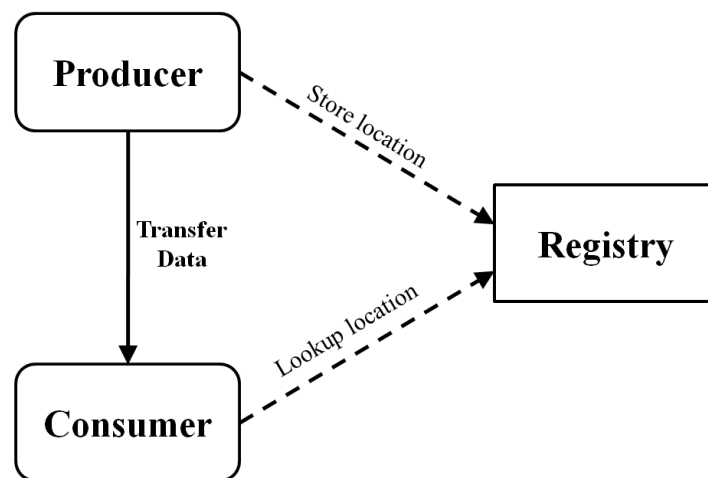 Producer
Store location
Transfer
Data
Registry
Lookup location
Consumer